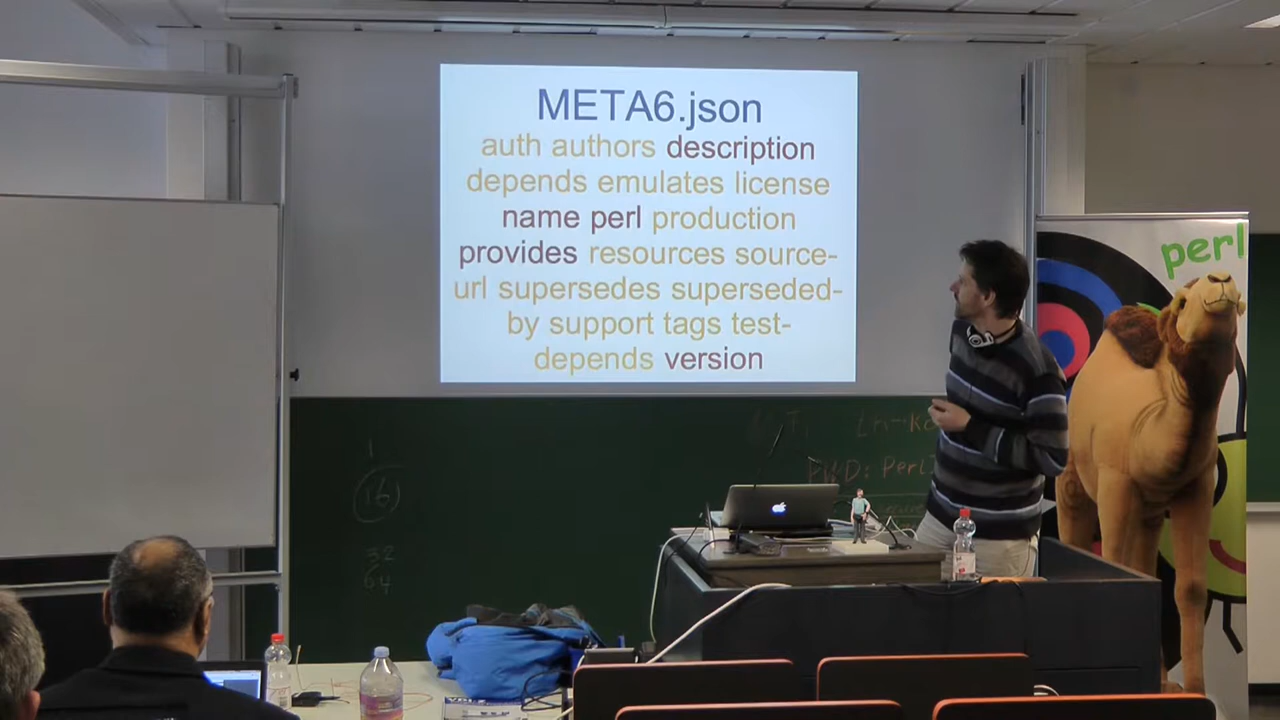 META6.json
auth authors description
depends emulates license
name perl production
provides resources source-
url supersedes superseded-
by support tags test-
depends version
perl
1
16
32
64